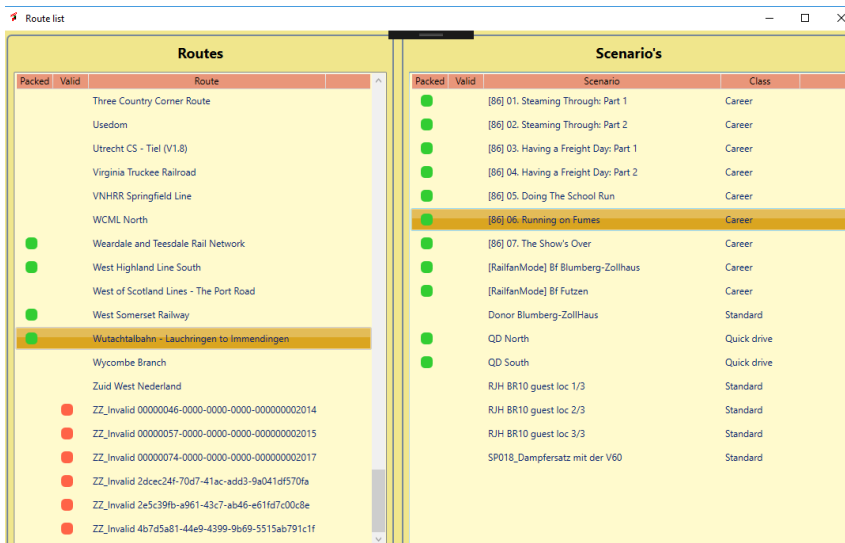 Route list
Routes
Packed Valid Route
Three Country Corner Route
Usedom
Utrecht CS - Tiel (V1.8)
Virginia Truckee Railroad
VNHRR Springfield Line
WCML North
Weardale and Teesdale Rail Network
West Highland Line South
West of Scotland Lines - The Port Road
West Somerset Railway
Wutachtalbahn - Lauchringen to Immendingen
Wycombe Branch
Zuid West Nederland
ZZ_Invalid 00000046-0000-0000-0000-000000002014
ZZ_Invalid 00000057-0000-0000-0000-000000002015
ZZ_Invalid 00000074-0000-0000-0000-000000002017
ZZ_Invalid 2dcec24f-70d7-41ac-add3-9a041df570fa
ZZ_Invalid 2e5c39fb-a961-43c7-ab46-e61fd7c00c8e
ZZ_Invalid 4b7d5a81-44e9-4399-9b69-5515ab791c1f
Scenario's
Packed Valid Scenario Class
[86] 01. Steaming Through: Part 1 Career
[86] 02. Steaming Through: Part 2 Career
[86] 03. Having a Freight Day: Part 1 Career
[86] 04. Having a Freight Day: Part 2 Career
[86] 05. Doing The School Run Career
[86] 06. Running on Fumes Career
[86] 07. The Show's Over Career
[RailfanMode] Bf Blumberg-Zollhaus Career
[RailfanMode] Bf Futzen Career
Donor Blumberg-ZollHaus Standard
QD North Quick drive
QD South Quick drive
RJH BR10 guest loc 1/3 Standard
RJH BR10 guest loc 2/3 Standard
RJH BR10 guest loc 3/3 Standard
SP018_Dampfersatz mit der V60 Standard